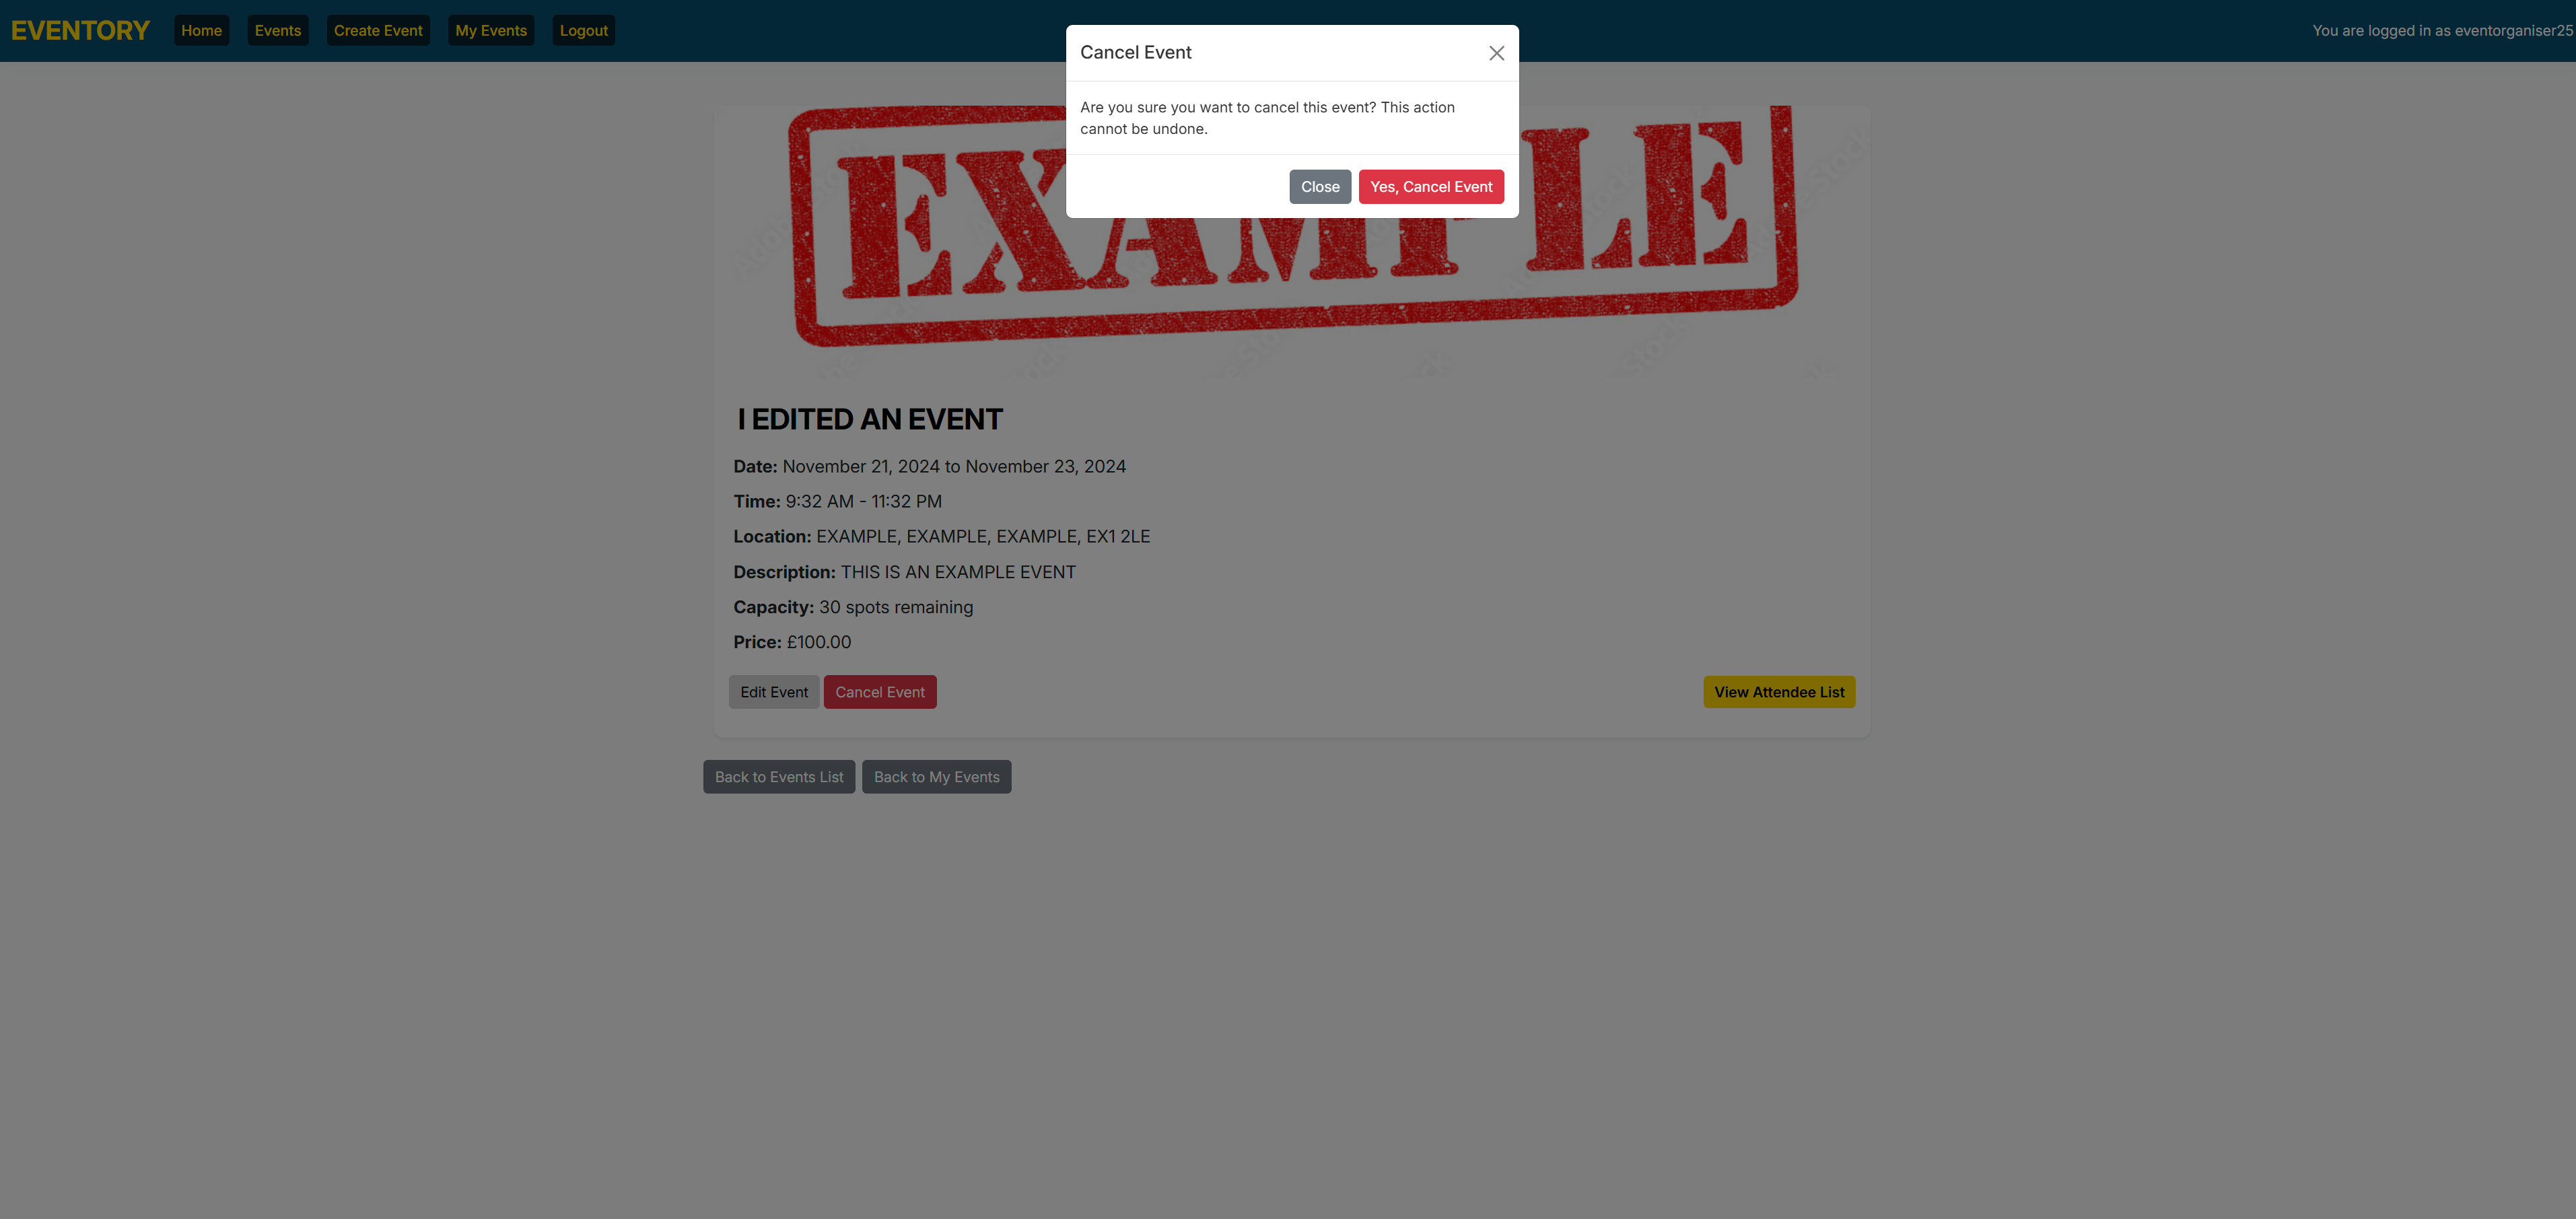 EVENTORY Home Events Create Event My Events Logout You are logged in as eventorganiser25
Cancel Event
Are you sure you want to cancel this event? This action
cannot be undone.
Close Yes, Cancel Event
EXAMPLE
I EDITED AN EVENT
Date: November 21, 2024 to November 23, 2024
Time: 9:32 AM - 11:32 PM
Location: EXAMPLE, EXAMPLE, EXAMPLE, EX1 2LE
Description: THIS IS AN EXAMPLE EVENT
Capacity: 30 spots remaining
Price: £100.00
Edit Event Cancel Event View Attendee List
Back to Events List Back to My Events